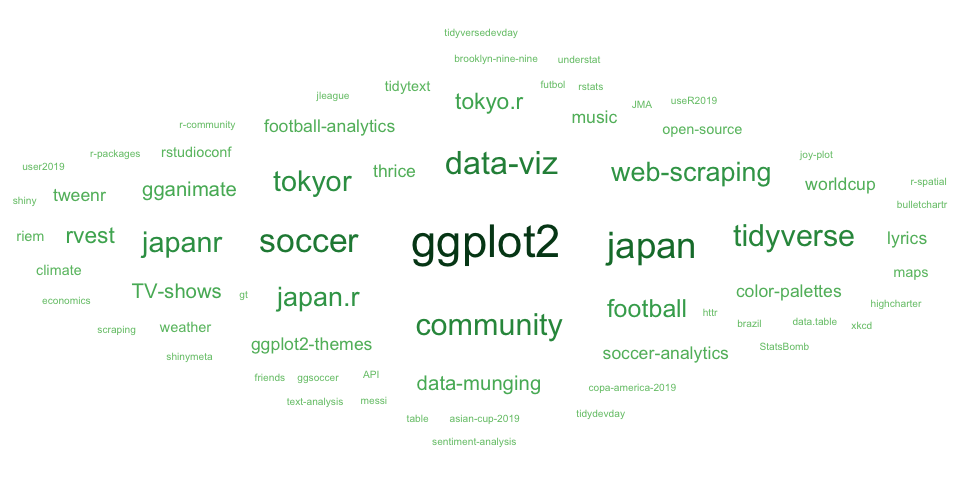 tidyversedevday
brooklyn-nine-nine understat
tidytext futbol rstats
jleague tokyo.r JMA useR2019
music
r-community football-analytics open-source
user2019 r-packages rstudioconf joy-plot
thrice data-viz web-scraping
shiny tweenr gganimate tokyor worldcup r-spatial
bulletchartr
riem rvest japanr soccer ggplot2 japan tidyverse lyrics
climate maps
economics TV-shows gt japan.r color-palettes
football httr highcharter
scraping weather community brazil data.table xkcd
shinymeta ggplot2-themes soccer-analytics StatsBomb
friends ggsoccer API data-munging copa-america-2019
text-analysis messi
table asian-cup-2019 tidydevday
sentiment-analysis